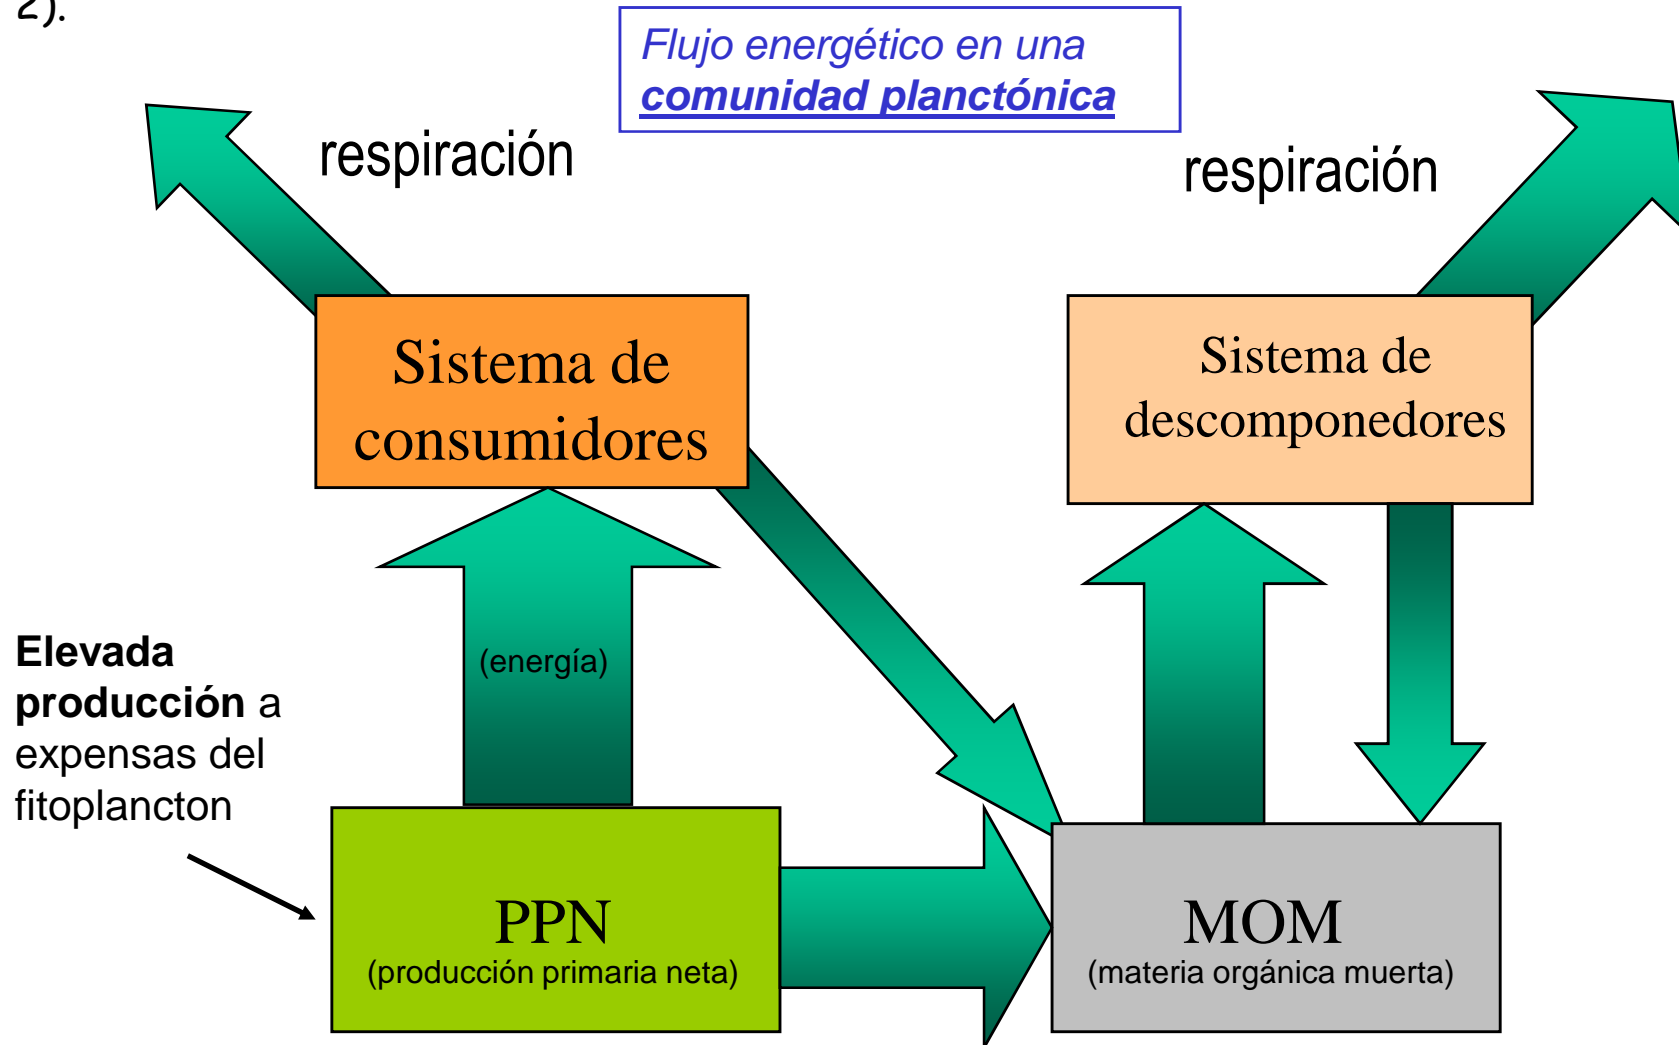 2).
Flujo energético en una
comunidad planctónica
respiración
respiración
Sistema de
consumidores
Sistema de
descomponedores
(energía)
Elevada
producción a
expensas del
fitoplancton
PPN
(producción primaria neta)
MOM
(materia orgánica muerta)